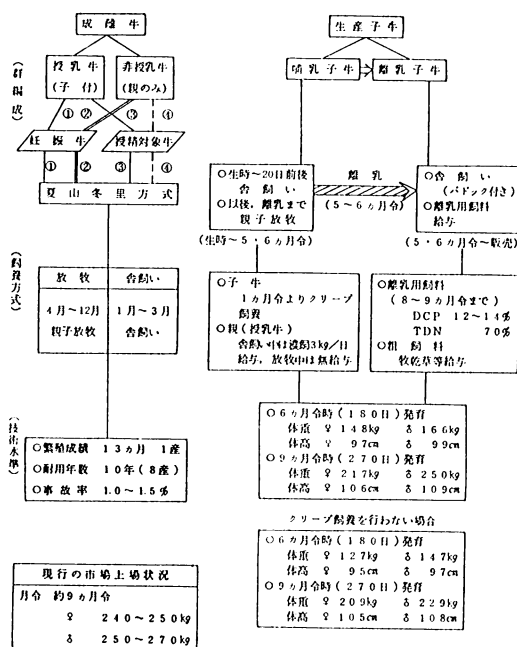 成雌牛
授乳牛
(子付)
非授乳牛
(親のみ)
(群構成)
① ② ③ ④
妊娠牛
授精対象牛
① ② ③ ④
夏山冬里方式
(飼養方式)
放牧
舎飼い
4月〜12月
1月〜3月
親子放牧
舎飼い
(技術水準)
○繁殖成績 13ヵ月 1産
○耐用年数 10年(8産)
○事故率 1.0〜1.5%
現行の市場上場状況
月令 約9ヵ月令
♀ 240〜250kg
♂ 250〜270kg
生産子牛
哺乳子牛
離乳子牛
○生時〜20日前後
舎飼い
○以後,離乳まで
親子放牧
(生時〜5・6ヵ月令)
離乳
(5〜6ヵ月令)
○舎飼い
(パドック付き)
○離乳用飼料
給与
(5・6ヵ月令〜販売)
○子牛
1ヵ月令よりクリープ
飼養
○親(授乳牛)
舎飼い時は濃飼3kg/日
給与,放牧中は無給与
○離乳用飼料
(8〜9ヵ月令まで)
DCP 12〜14%
TDN 70%
○粗飼料
牧乾草等給与
○6ヵ月令時(180日)発育
体重 ♀ 148kg ♂ 166kg
体高 ♀ 97cm ♂ 99cm
○9ヵ月令時(270日)発育
体重 ♀ 217kg ♂ 250kg
体高 ♀ 106cm ♂ 109cm
クリープ飼養を行わない場合
○6ヵ月令時(180日)発育
体重 ♀ 127kg ♂ 147kg
体高 ♀ 95cm ♂ 97cm
○9ヵ月令時(270日)発育
体重 ♀ 209kg ♂ 229kg
体高 ♀ 105cm ♂ 108cm